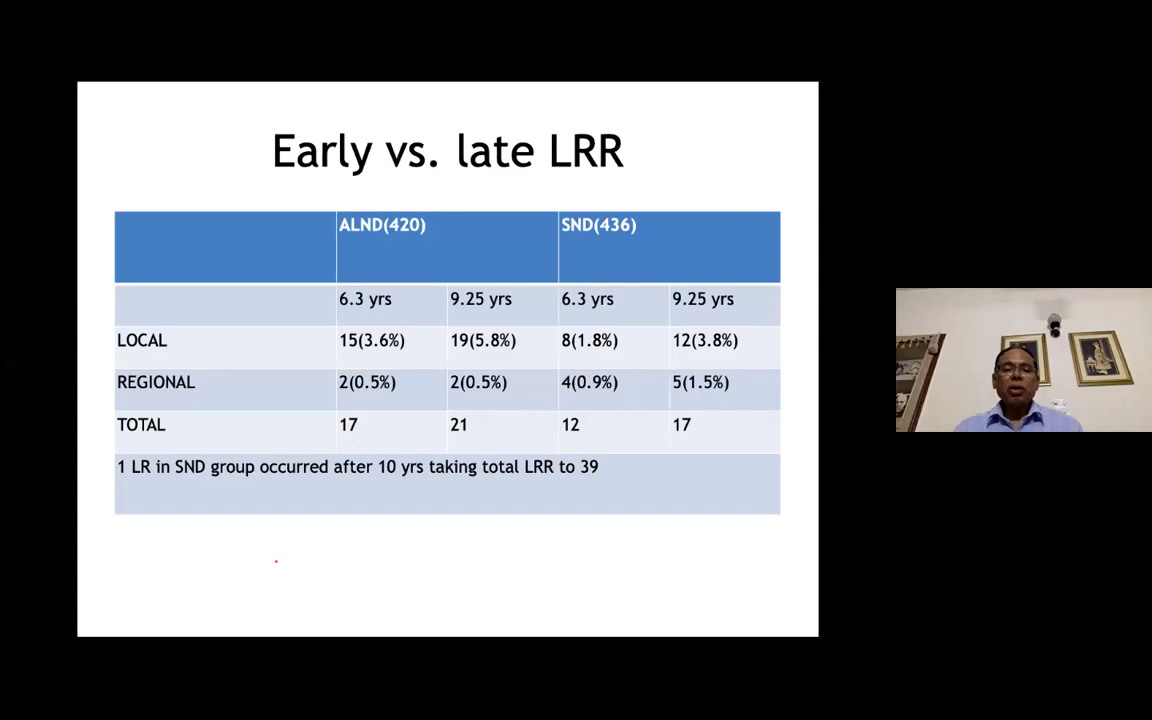 Early vs. late LRR
ALND(420) SND(436)
6.3 yrs 9.25 yrs 6.3 yrs 9.25 yrs
LOCAL 15(3.6%) 19(5.8%) 8(1.8%) 12(3.8%)
REGIONAL 2(0.5%) 2(0.5%) 4(0.9%) 5(1.5%)
TOTAL 17 21 12 17
1 LR in SND group occurred after 10 yrs taking total LRR to 39